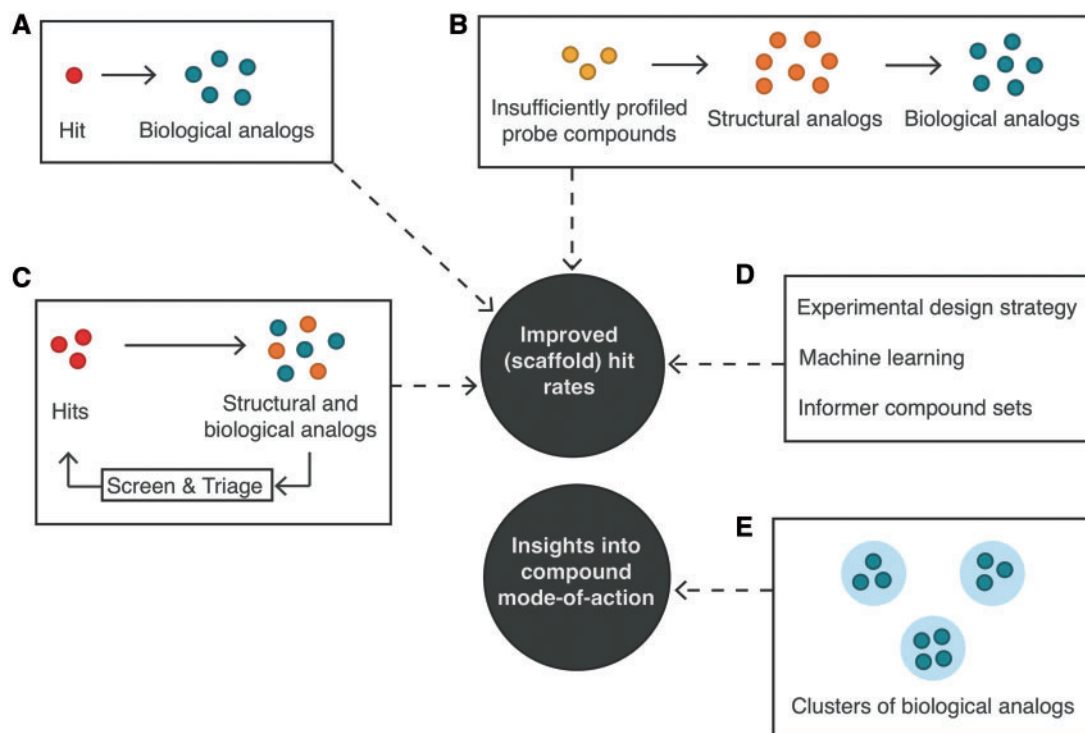 A
Hit
Biological analogs
B
Insufficiently profiled
probe compounds
Structural analogs
Biological analogs
C
Hits
Structural and
biological analogs
Screen & Triage
Improved
(scaffold) hit
rates
D
Experimental design strategy
Machine learning
Informer compound sets
Insights into
compound
mode-of-action
E
Clusters of biological analogs